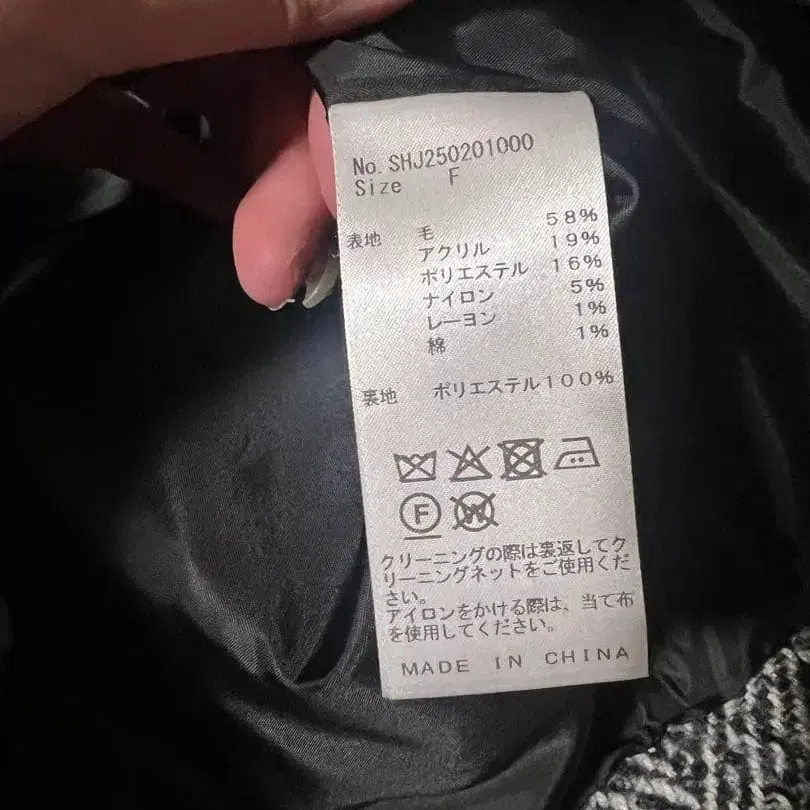 No. SHJ250201000
Size F
表地 毛 58%
アクリル 19%
ポリエステル 16%
ナイロン 5%
レーヨン 1%
綿 1%
裏地 ポリエステル100%
F W
クリーニングの際は裏返してク
リーニングネットをご使用くだ
さい。
アイロンをかける際は、当て布
を使用してください。
MADE IN CHINA